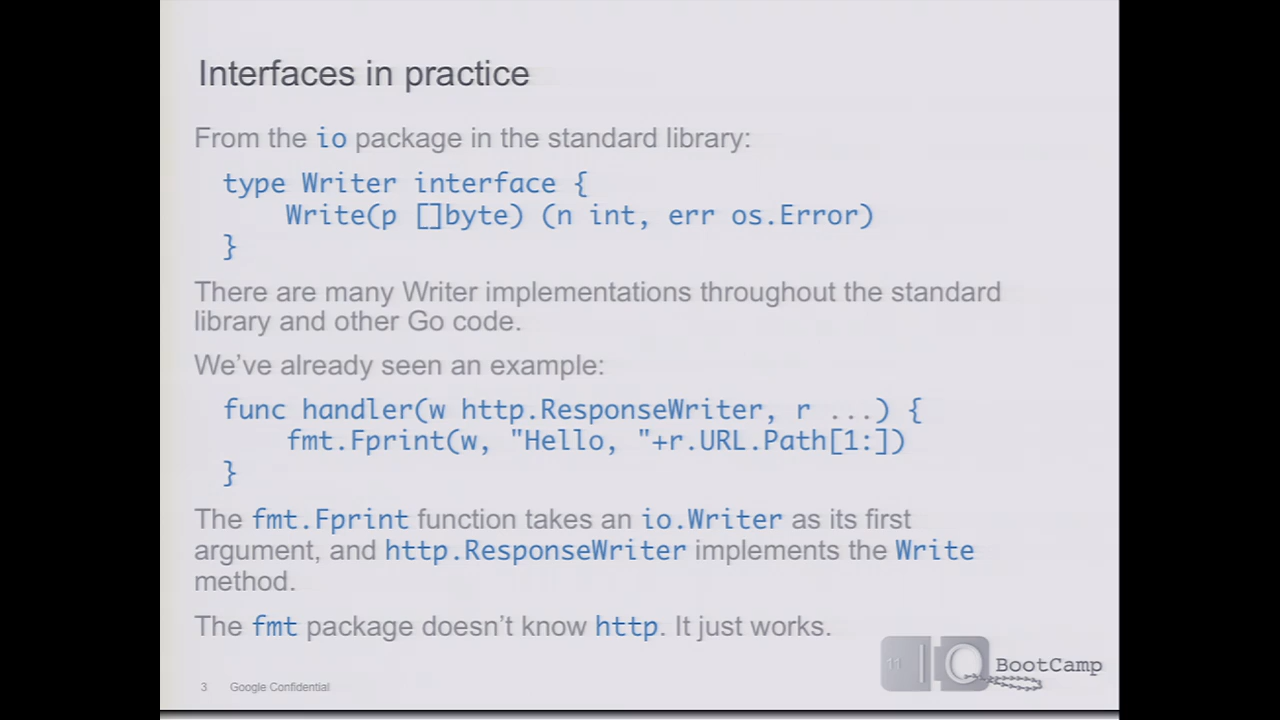 Interfaces in practice
From the io package in the standard library:
type Writer interface {
    Write(p []byte) (n int, err os.Error)
}
There are many Writer implementations throughout the standard
library and other Go code.
We've already seen an example:
func handler(w http.ResponseWriter, r ...) {
    fmt.Fprint(w, "Hello, "+r.URL.Path[1:])
}
The fmt.Fprint function takes an io.Writer as its first
argument, and http.ResponseWriter implements the Write
method.
The fmt package doesn't know http. It just works.
11 IO BootCamp
3 Google Confidential